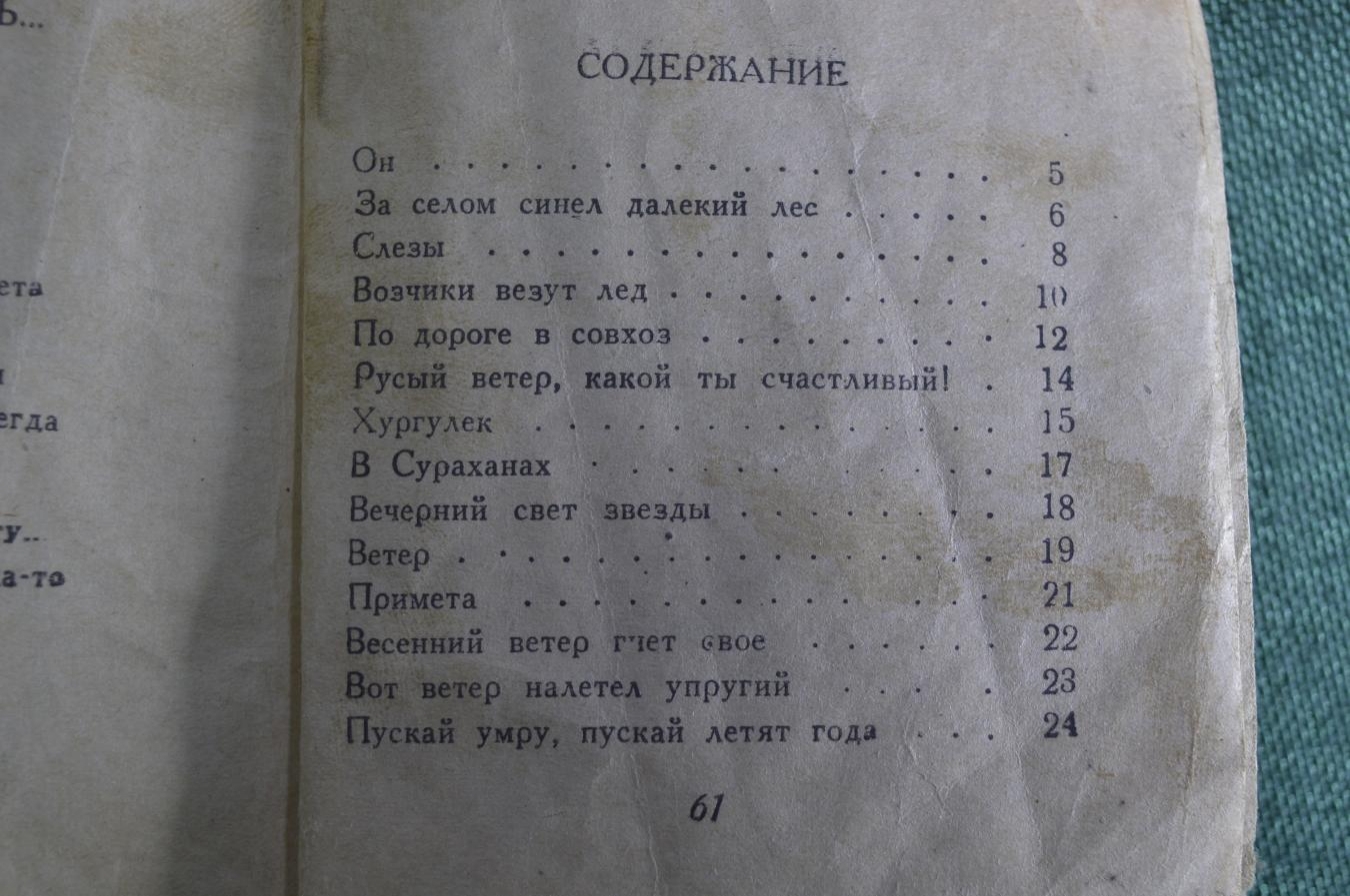 Ь...
ета
егда
ту..
а-то
СОДЕРЖАНИЕ
Он . . . . . . . . . . . . . . . . . 5
За селом синел далекий лес . . . . . 6
Слезы . . . . . . . . . . . . . . . 8
Возчики везут лед . . . . . . . . . . 10
По дороге в совхоз . . . . . . . . . 12
Русый ветер, какой ты счастливый! . 14
Хургулек . . . . . . . . . . . . . . 15
В Сураханах . . . . . . . . . . . 17
Вечерний свет звезды . . . . . . . . 18
Ветер . . . . . . . . . . . . . . . . 19
Примета . . . . . . . . . . . . . 21
Весенний ветер гнет свое . . . . . . 22
Вот ветер налетел упругий . . . . 23
Пускай умру, пускай летят года . . . 24
61